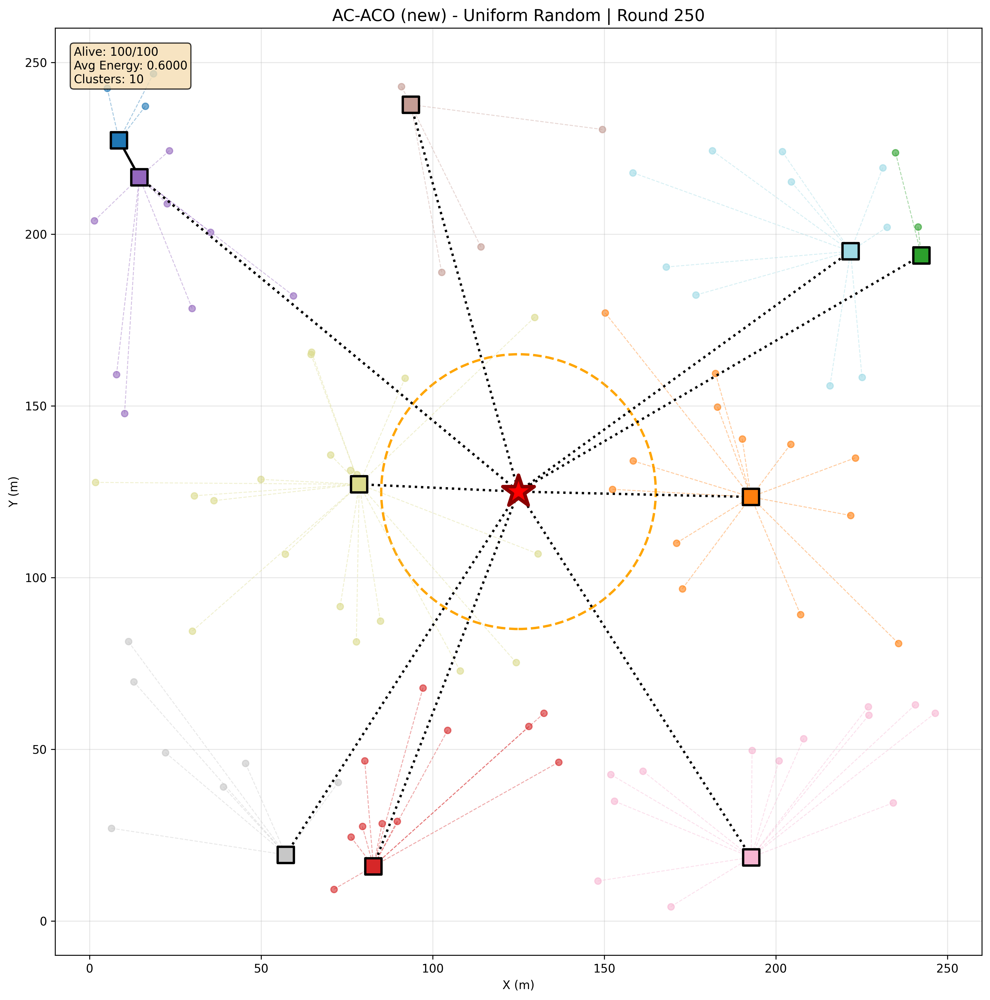 AC-ACO (new) - Uniform Random | Round 250
Alive: 100/100
Avg Energy: 0.6000
Clusters: 10
250
200
150
100
50
0
Y (m)
0 50 100 150 200 250
X (m)